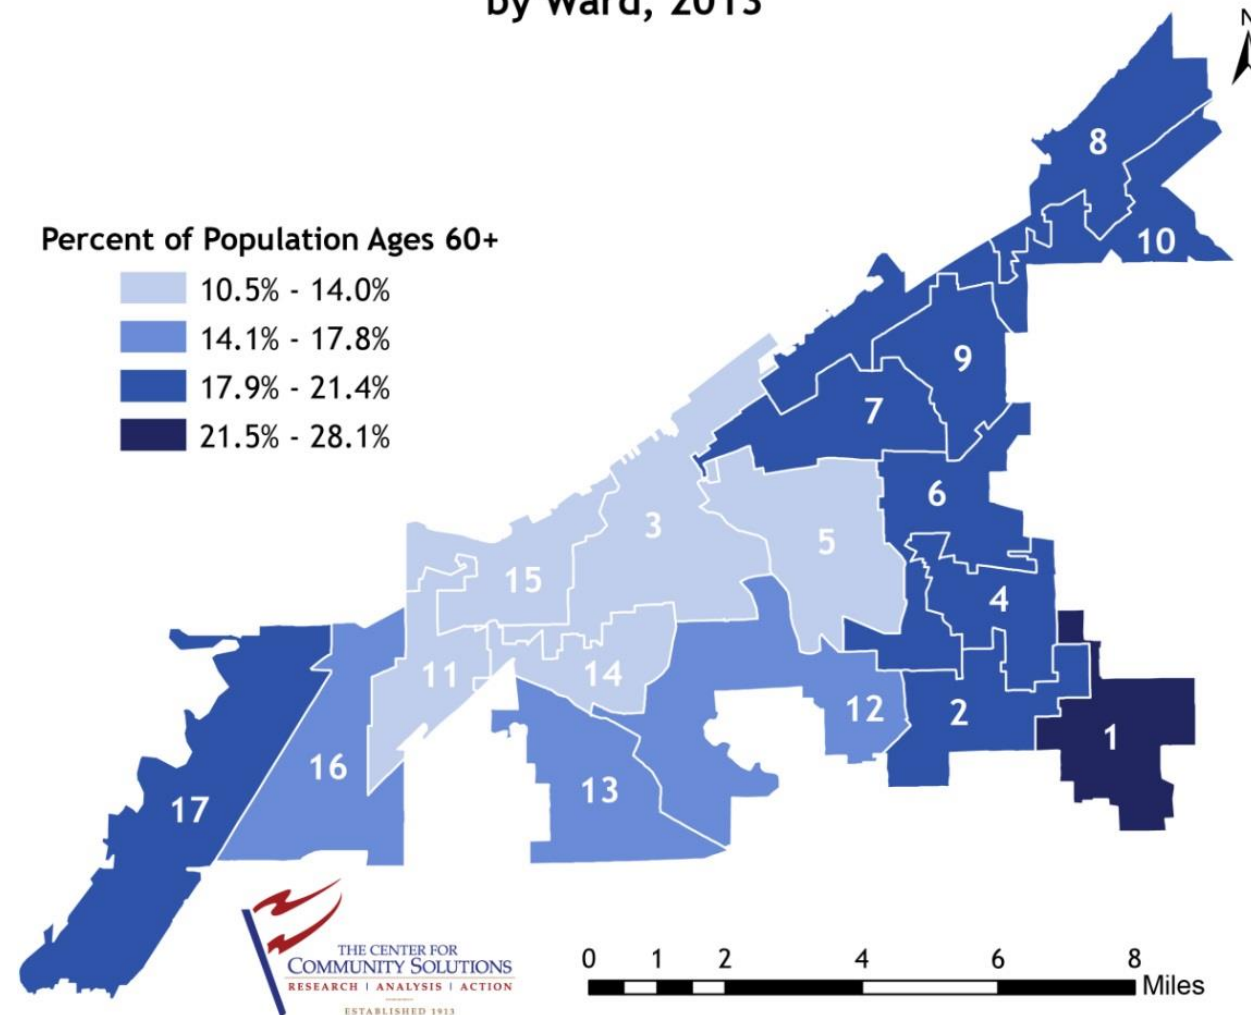 by Ward, 2013
N
Percent of Population Ages 60+
10.5% - 14.0%
14.1% - 17.8%
17.9% - 21.4%
21.5% - 28.1%
8
10
9
7
6
3
5
15
4
11
14
12
2
1
16
13
17
THE CENTER FOR
COMMUNITY SOLUTIONS
RESEARCH | ANALYSIS | ACTION
ESTABLISHED 1913
0 1 2 4 6 8
Miles